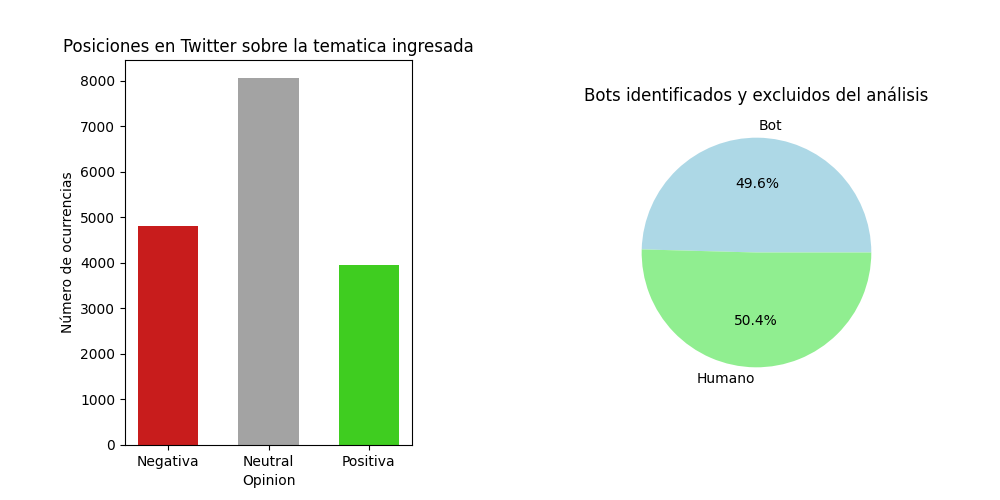 Posiciones en Twitter sobre la tematica ingresada
Número de ocurrencias
8000
7000
6000
5000
4000
3000
2000
1000
0
Negativa
Neutral
Positiva
Opinion
Bots identificados y excluidos del análisis
Bot
49.6%
50.4%
Humano